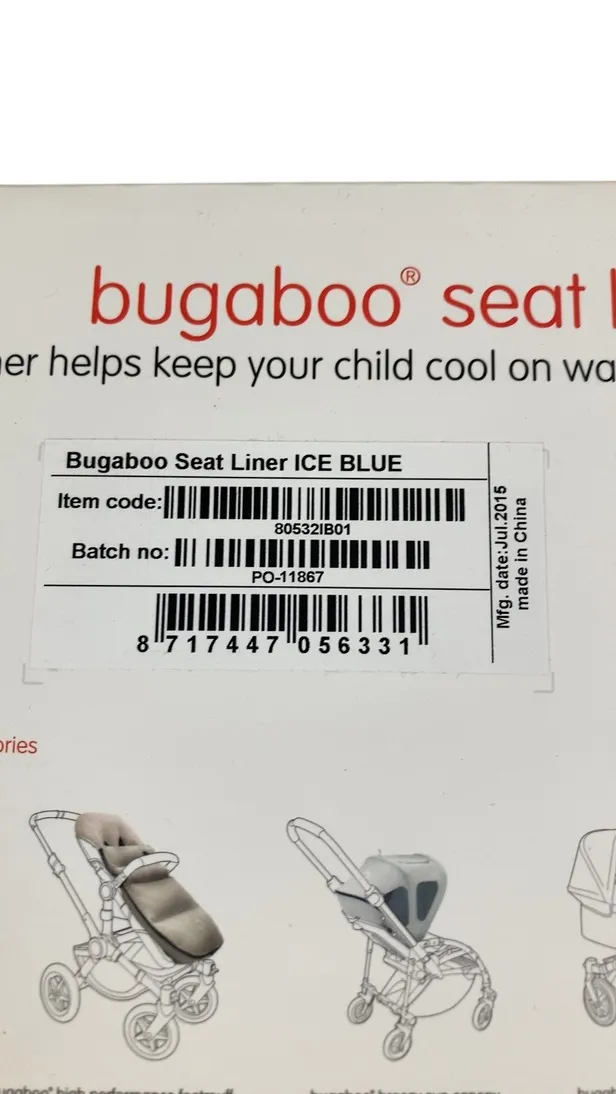 bugaboo® seat
er helps keep your child cool on wa
Bugaboo Seat Liner ICE BLUE
Item code:
80532IB01
Batch no:
PO-11867
8 717447 056331
Mfg. date:Jul.2015
made in China
ories